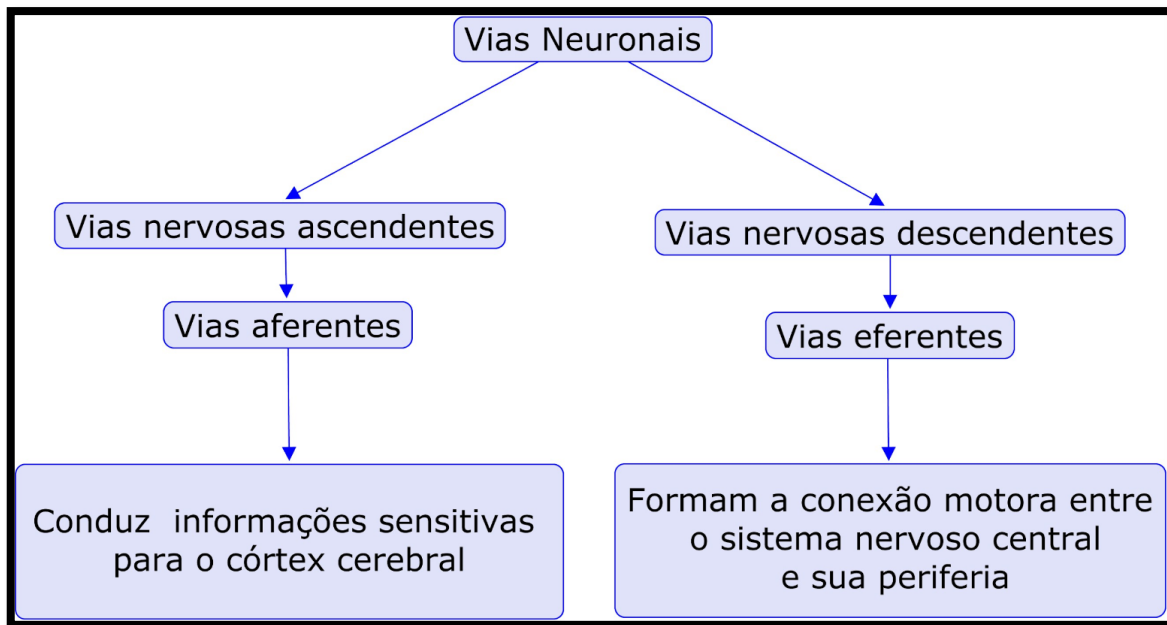 Vias Neuronais
Vias nervosas ascendentes
Vias nervosas descendentes
Vias aferentes
Vias eferentes
Conduz informações sensitivas
para o córtex cerebral
Formam a conexão motora entre
o sistema nervoso central
e sua periferia